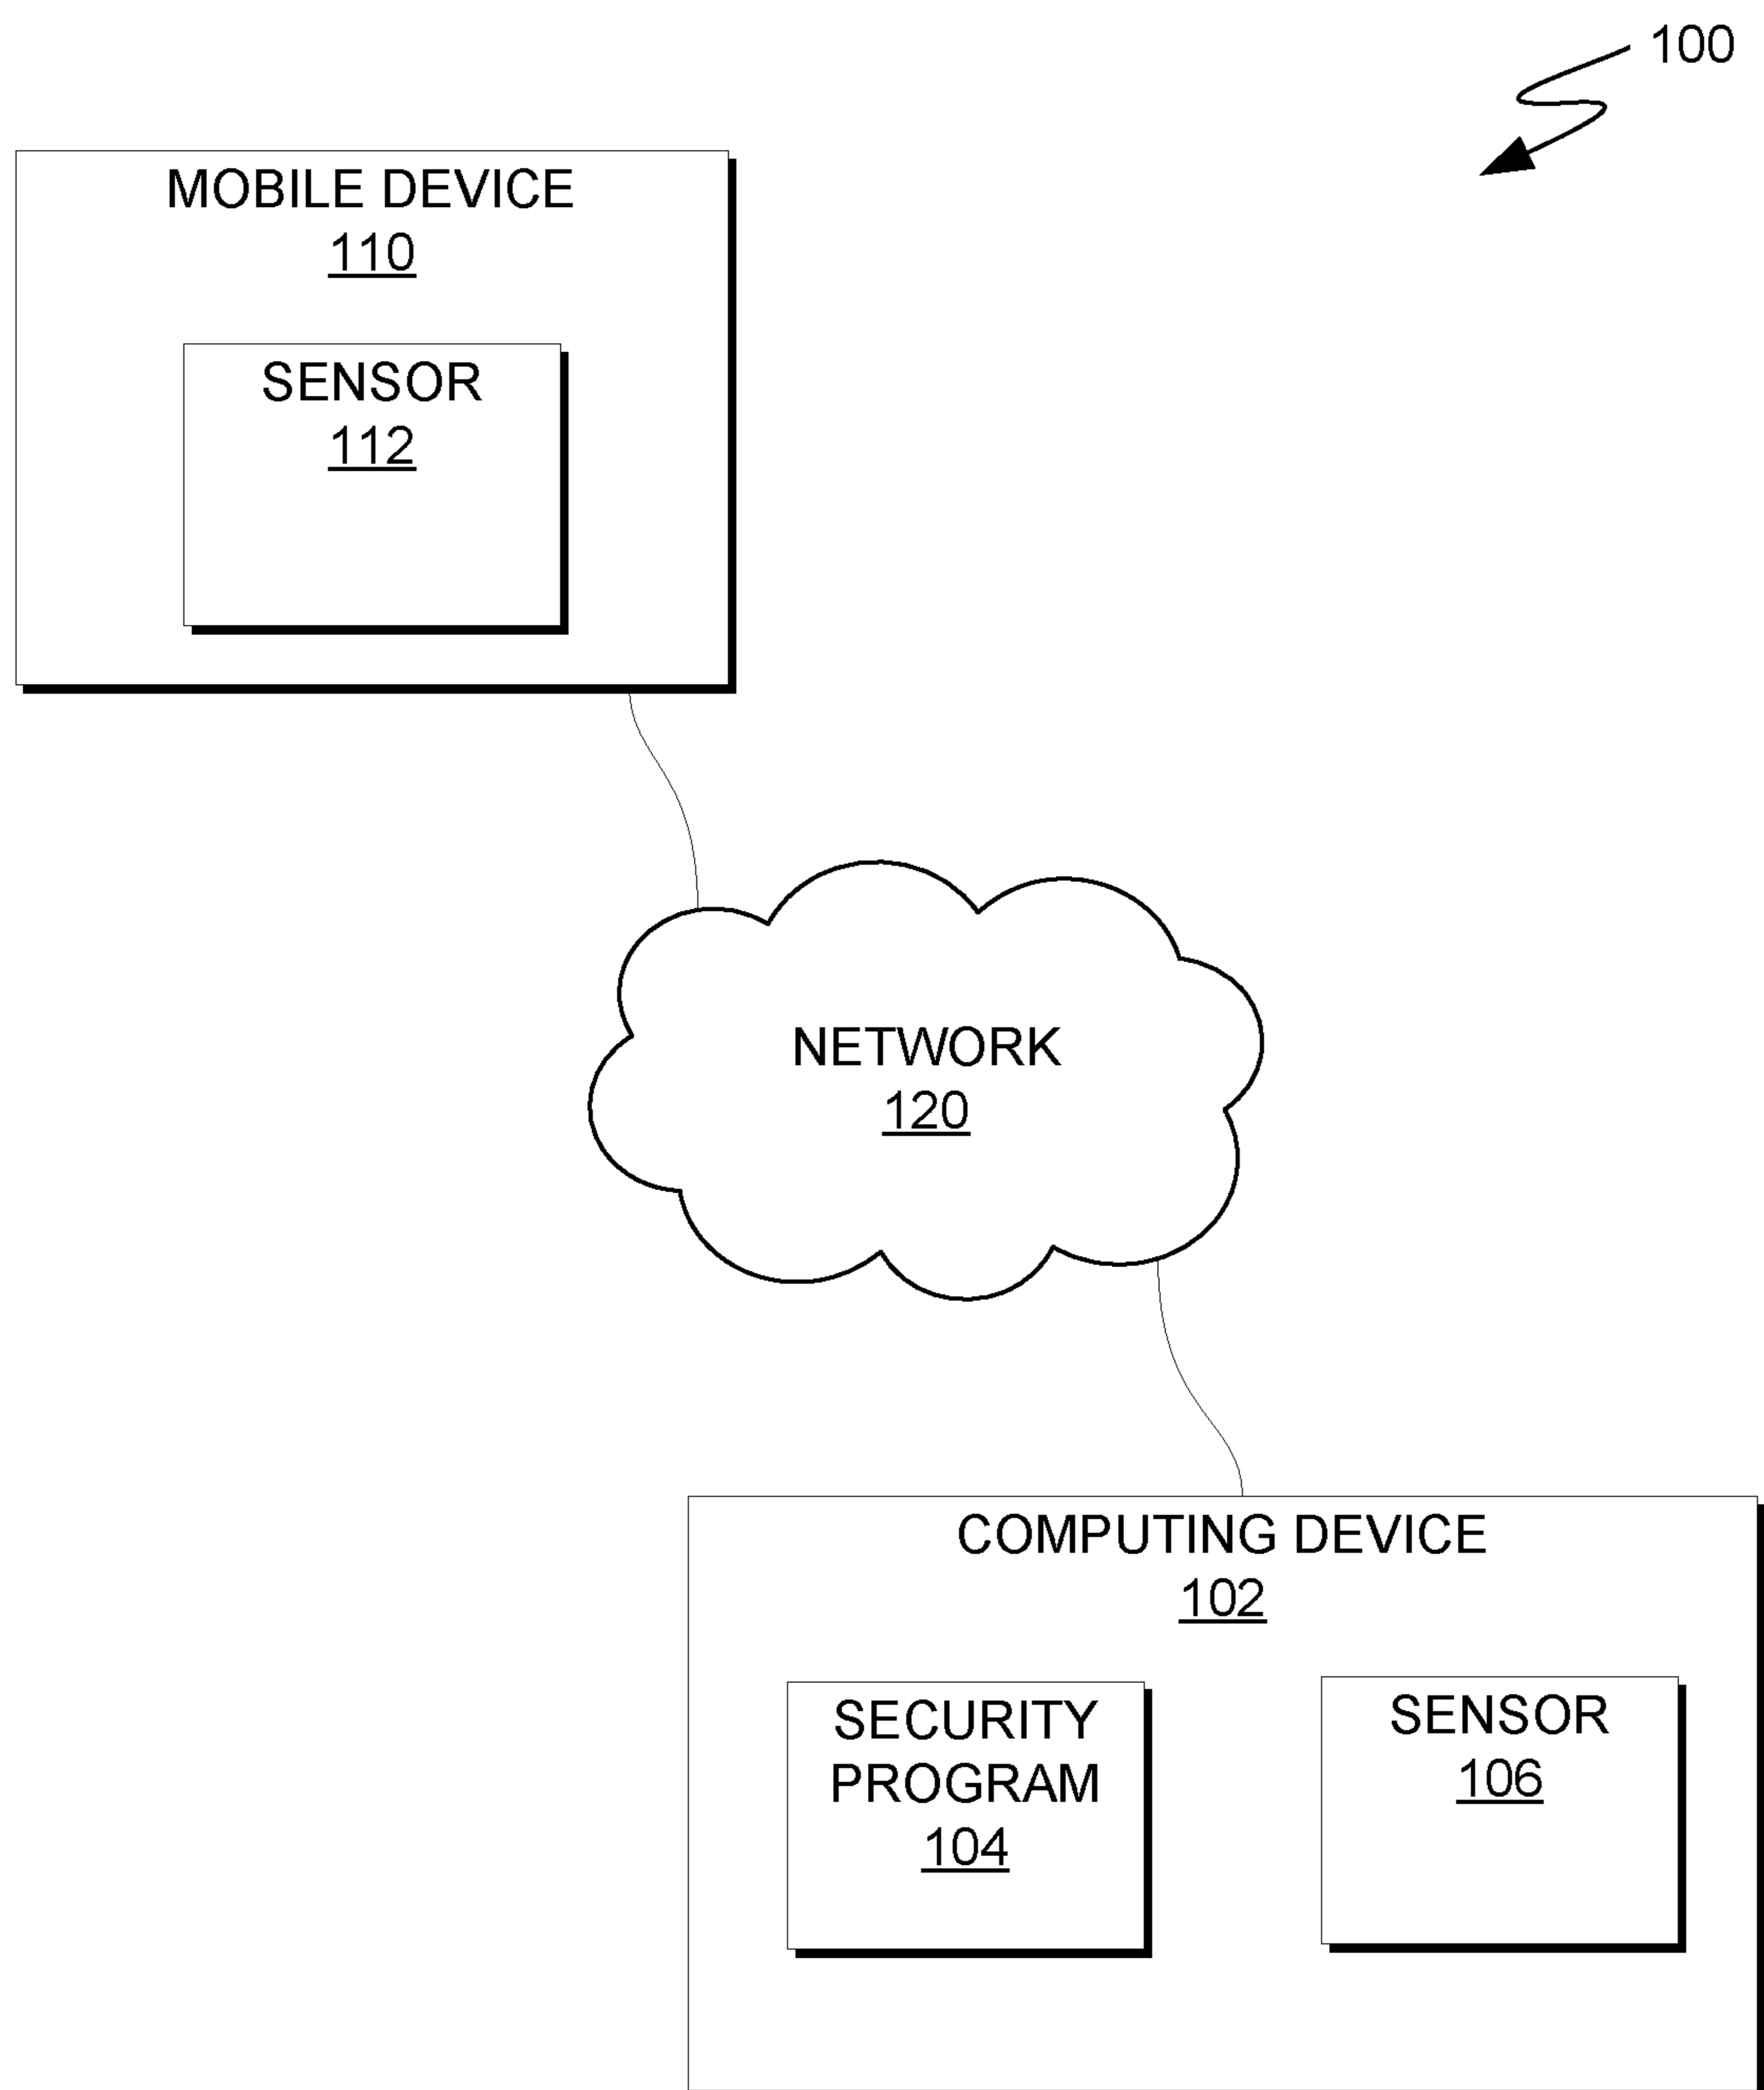 100
MOBILE DEVICE
110
SENSOR
112
NETWORK
120
COMPUTING DEVICE
102
SECURITY
PROGRAM
104
SENSOR
106